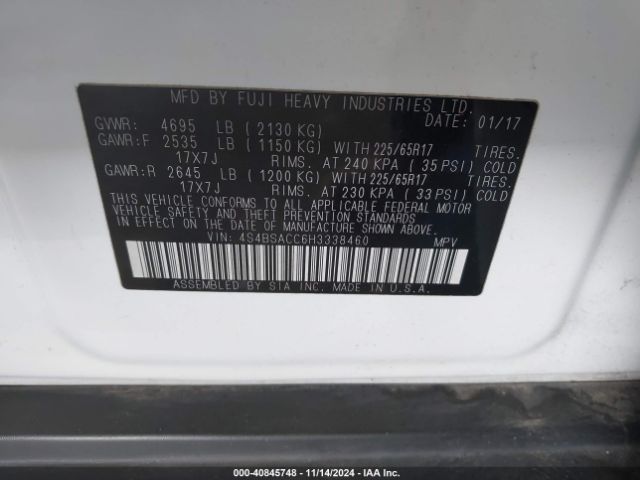 MFD BY FUJI HEAVY INDUSTRIES LTD.
GVWR: 4695 LB ( 2130 KG) DATE: 01/17
GAWR:F 2535 LB ( 1150 KG) WITH 225/65R17 TIRES.
17X7J RIMS. AT 240 KPA ( 35 PSI) COLD
GAWR:R 2645 LB ( 1200 KG) WITH 225/65R17 TIRES.
17X7J RIMS. AT 230 KPA ( 33 PSI) COLD
THIS VEHICLE CONFORMS TO ALL APPLICABLE FEDERAL MOTOR
VEHICLE SAFETY AND THEFT PREVENTION STANDARDS
IN EFFECT ON THE DATE OF MANUFACTURE SHOWN ABOVE.
VIN: 4S4BSACC6H3338460 MPV
ASSEMBLED BY SIA INC. MADE IN U.S.A.
000-40845748 - 11/14/2024 - IAA Inc.